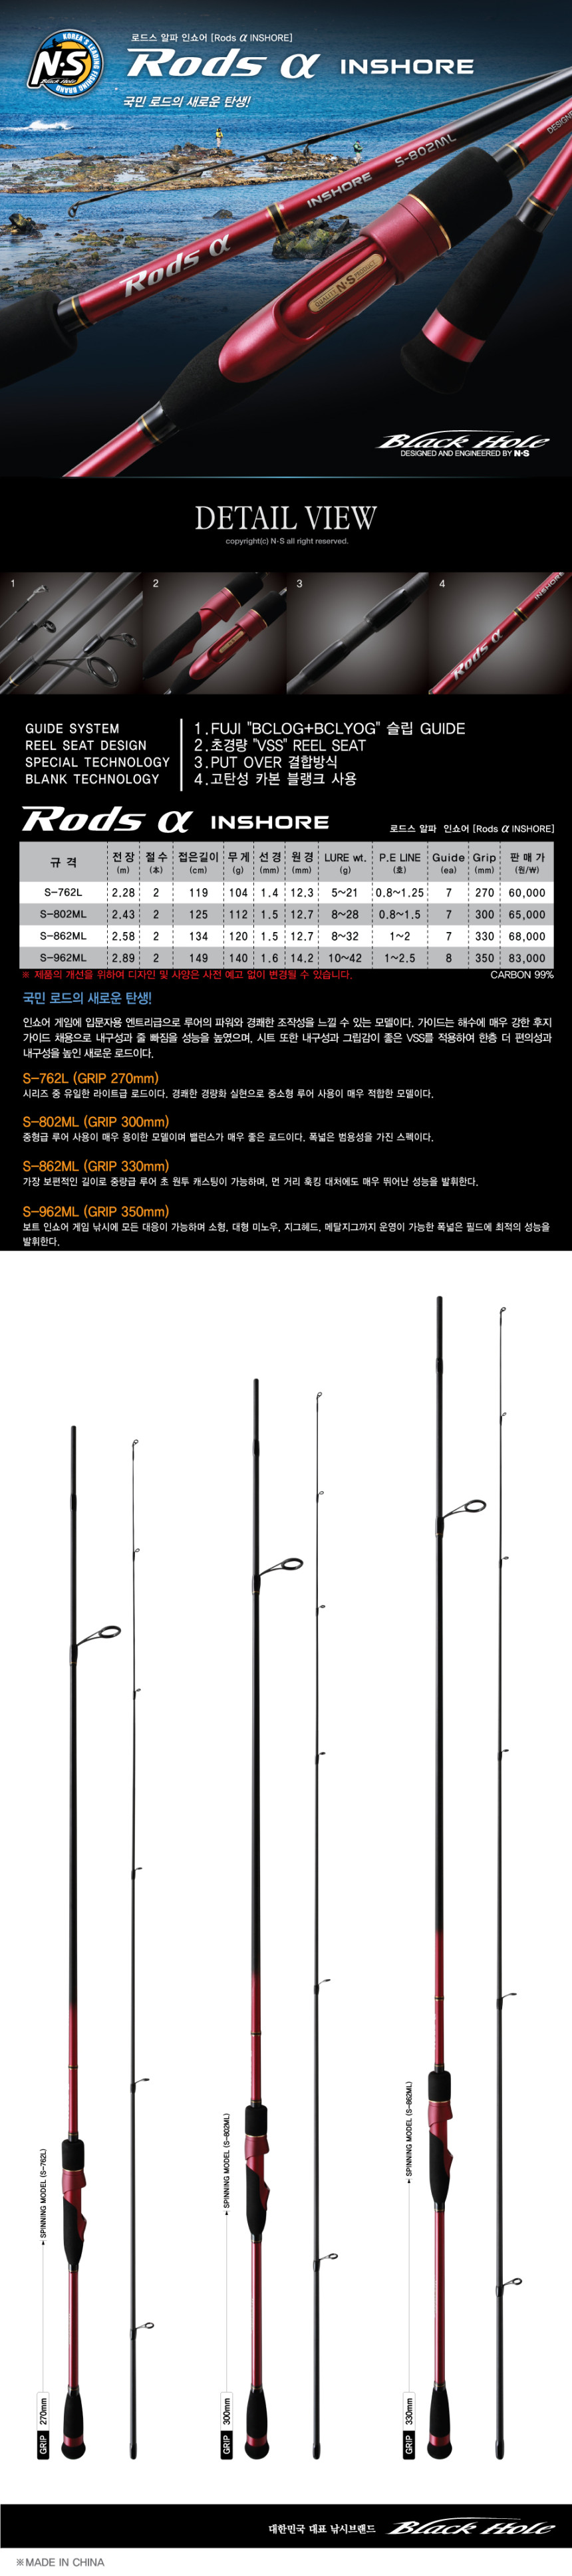 로드스 알파 인쇼어 [Rods α INSHORE]
Rods α INSHORE
국민 로드의 새로운 탄생!
KOREA'S LEADING FISHING BRAND
N·S
Black Hole
Rods α INSHORE S-802ML
QUALITY N·S PRODUCT
Black Hole
DESIGNED AND ENGINEERED BY N·S
DETAIL VIEW
copyright(c) N·S all right reserved.
1 2 3 4
INSHORE
Rods α
GUIDE SYSTEM 1.FUJI "BCLOG+BCLYOG" 슬립 GUIDE
REEL SEAT DESIGN 2.초경량 "VSS" REEL SEAT
SPECIAL TECHNOLOGY 3.PUT OVER 결합방식
BLANK TECHNOLOGY 4.고탄성 카본 블랭크 사용
Rods α INSHORE 로드스 알파 인쇼어 [Rods α INSHORE]
규 격 전 장 (m) 절 수 (本) 접은길이 (cm) 무 게 (g) 선 경 (mm) 원 경 (mm) LURE wt. (g) P.E LINE (호) Guide (ea) Grip (mm) 판 매 가 (원/₩)
S-762L 2.28 2 119 104 1.4 12.3 5~21 0.8~1.25 7 270 60,000
S-802ML 2.43 2 125 112 1.5 12.7 8~28 0.8~1.5 7 300 65,000
S-862ML 2.58 2 134 120 1.5 12.7 8~32 1~2 7 330 68,000
S-962ML 2.89 2 149 140 1.6 14.2 10~42 1~2.5 8 350 83,000
※ 제품의 개선을 위하여 디자인 및 사양은 사전 예고 없이 변경될 수 있습니다. CARBON 99%
국민 로드의 새로운 탄생!
인쇼어 게임에 입문자용 엔트리급으로 루어의 파워와 경쾌한 조작성을 느낄 수 있는 모델이다. 가이드는 해수에 매우 강한 후지
가이드 채용으로 내구성과 줄 빠짐을 성능을 높였으며, 시트 또한 내구성과 그립감이 좋은 VSS를 적용하여 한층 더 편의성과
내구성을 높인 새로운 로드이다.
S-762L (GRIP 270mm)
시리즈 중 유일한 라이트급 로드이다. 경쾌한 경량화 실현으로 중소형 루어 사용이 매우 적합한 모델이다.
S-802ML (GRIP 300mm)
중형급 루어 사용이 매우 용이한 모델이며 밸런스가 매우 좋은 로드이다. 폭넓은 범용성을 가진 스펙이다.
S-862ML (GRIP 330mm)
가장 보편적인 길이로 중량급 루어 초 원투 캐스팅이 가능하며, 먼 거리 훅킹 대처에도 매우 뛰어난 성능을 발휘한다.
S-962ML (GRIP 350mm)
보트 인쇼어 게임 낚시에 모든 대응이 가능하며 소형, 대형 미노우, 지그헤드, 메탈지그까지 운영이 가능한 폭넓은 필드에 최적의 성능을
발휘한다.
SPINNING MODEL (S-762L)
GRIP 270mm
SPINNING MODEL (S-802ML)
GRIP 300mm
SPINNING MODEL (S-862ML)
GRIP 330mm
대한민국 대표 낚시브랜드 Black Hole
※MADE IN CHINA